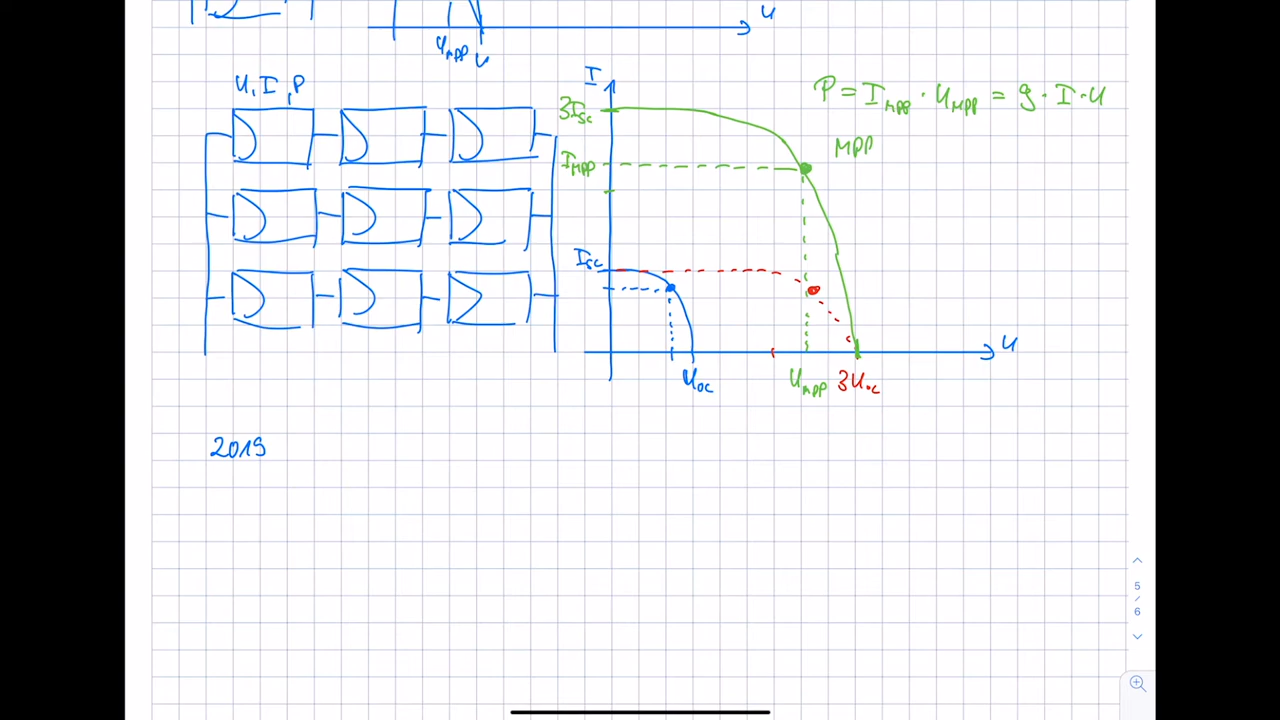 U
U_MPP
U
U, I, P
I
3I_sc
I_MPP
I_sc
P = I_MPP · U_MPP = 9 · I · U
MPP
U_oc
U_MPP
3U_oc
U
2019
5
/
6